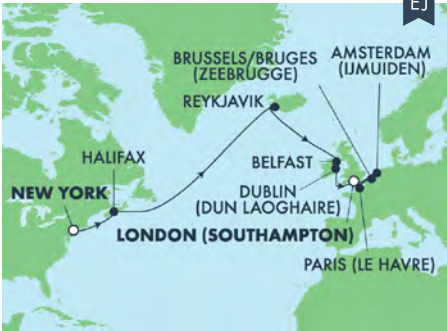 EJ
BRUSSELS/BRUGES
(ZEEBRUGGE)
AMSTERDAM
(IJMUIDEN)
REYKJAVIK
HALIFAX
BELFAST
NEW YORK
DUBLIN
(DUN LAOGHAIRE)
LONDON (SOUTHAMPTON)
PARIS (LE HAVRE)